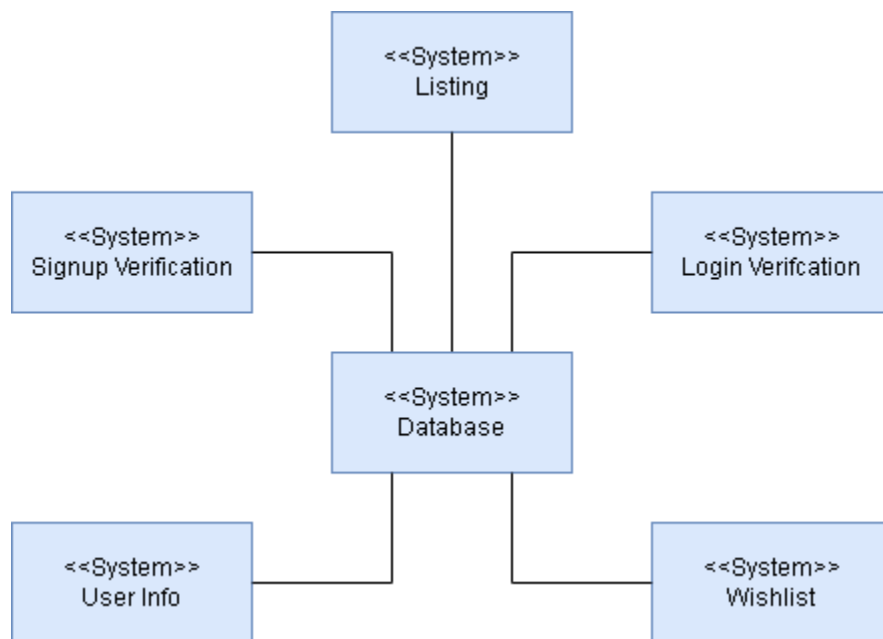 <<System>>
Listing
<<System>>
Signup Verification
<<System>>
Login Verifcation
<<System>>
Database
<<System>>
User Info
<<System>>
Wishlist